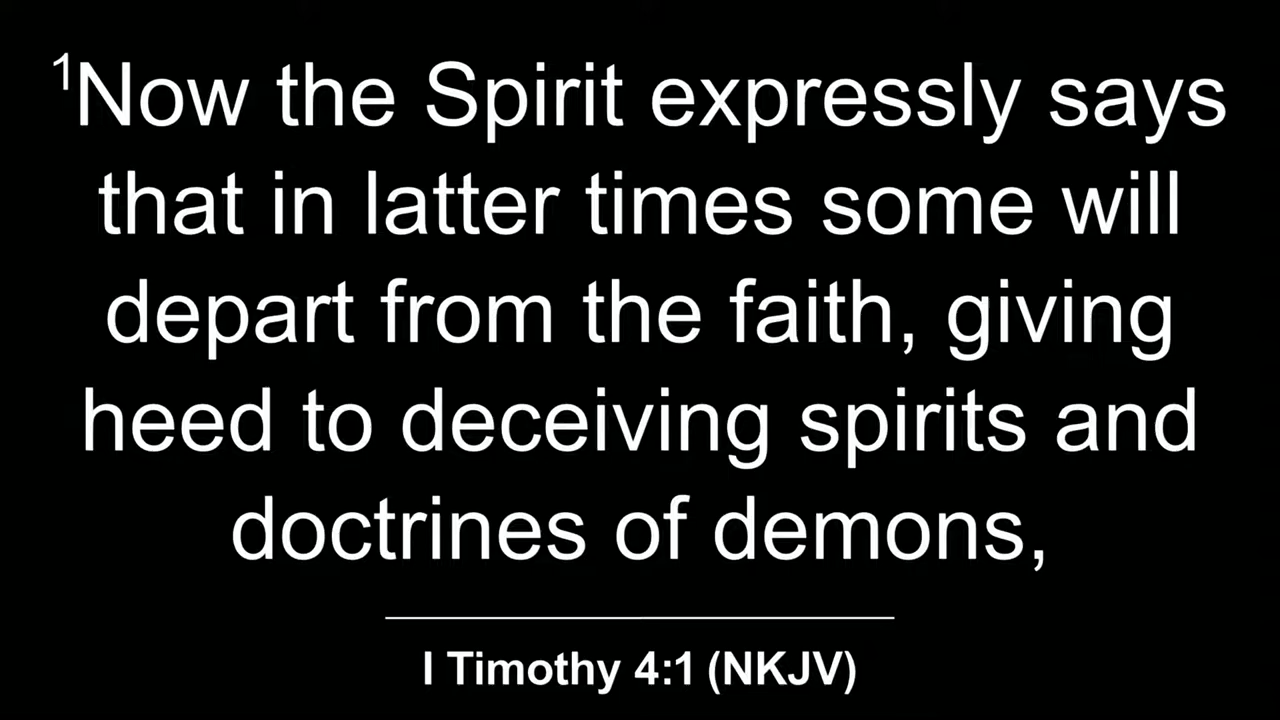 1Now the Spirit expressly says
that in latter times some will
depart from the faith, giving
heed to deceiving spirits and
doctrines of demons,
I Timothy 4:1 (NKJV)